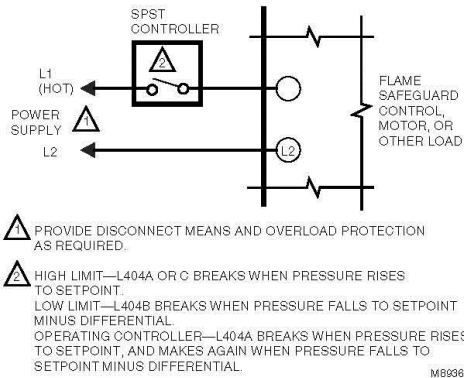 SPST
CONTROLLER
2
L1
(HOT)
POWER
SUPPLY
1
L2
L2
FLAME
SAFEGUARD
CONTROL,
MOTOR, OR
OTHER LOAD
1 PROVIDE DISCONNECT MEANS AND OVERLOAD PROTECTION
AS REQUIRED.
2 HIGH LIMIT—L404A OR C BREAKS WHEN PRESSURE RISES
TO SETPOINT.
LOW LIMIT—L404B BREAKS WHEN PRESSURE FALLS TO SETPOINT
MINUS DIFFERENTIAL.
OPERATING CONTROLLER—L404A BREAKS WHEN PRESSURE RISES
TO SETPOINT, AND MAKES AGAIN WHEN PRESSURE FALLS TO
SETPOINT MINUS DIFFERENTIAL.
M8936